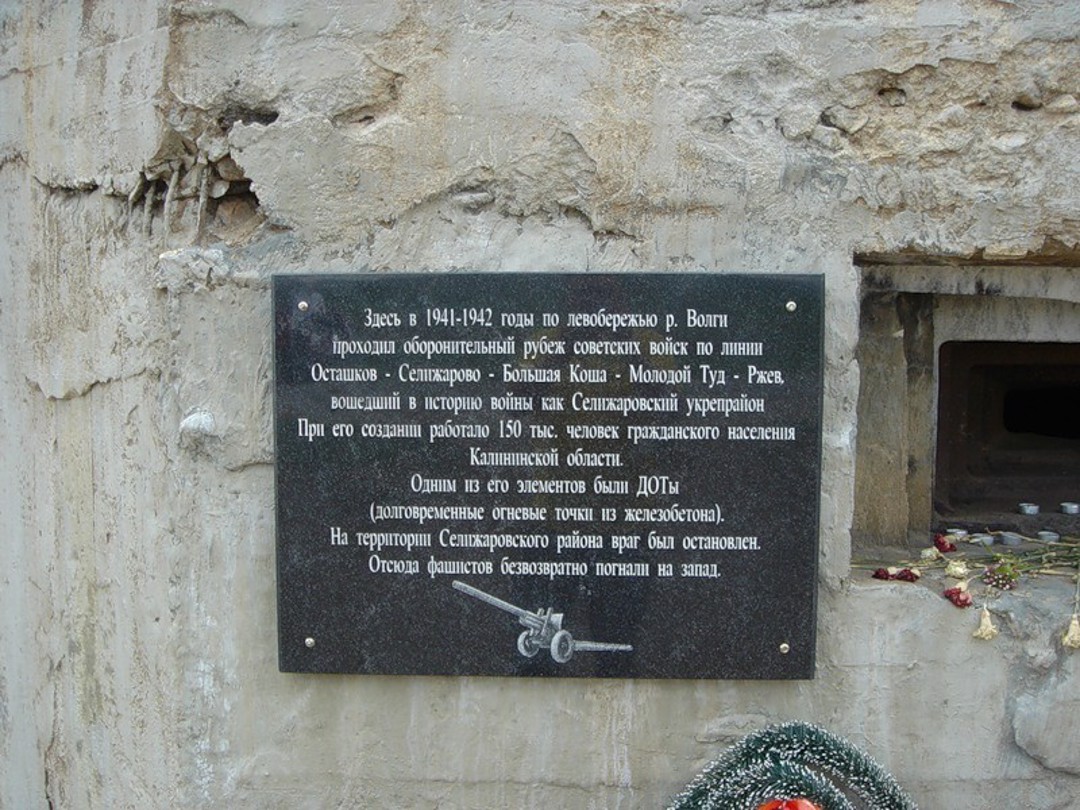 Здесь в 1941-1942 годы по левобережью р. Волги
проходил оборонительный рубеж советских войск по линии
Осташков - Селижарово - Большая Коша - Молодой Туд - Ржев,
вошедший в историю войны как Селижаровский укрепрайон
При его создании работало 150 тыс. человек гражданского населения
Калининской области.
Одним из его элементов были ДОТы
(долговременные огневые точки из железобетона).
На территории Селижаровского района враг был остановлен.
Отсюда фашистов безвозвратно погнали на запад.